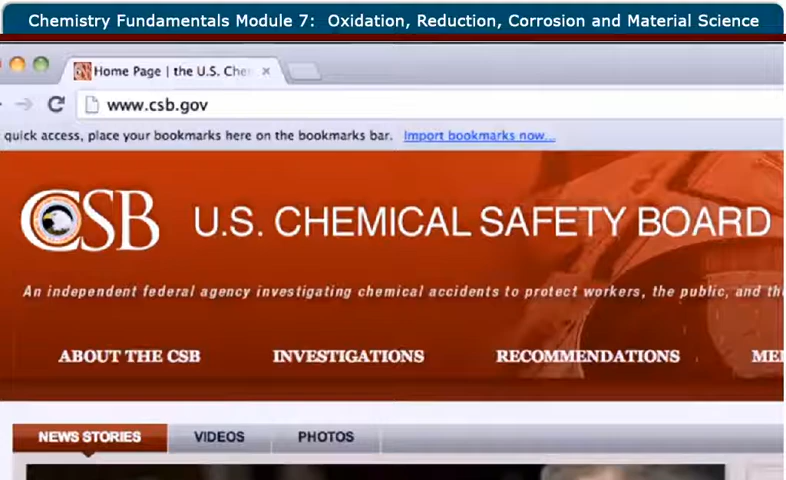 Chemistry Fundamentals Module 7: Oxidation, Reduction, Corrosion and Material Science
Home Page | the U.S. Che
www.csb.gov
quick access, place your bookmarks here on the bookmarks bar. Import bookmarks now...
CSB U.S. CHEMICAL SAFETY BOARD
An independent federal agency investigating chemical accidents to protect workers, the public, and
ABOUT THE CSB INVESTIGATIONS RECOMMENDATIONS
NEWS STORIES VIDEOS PHOTOS